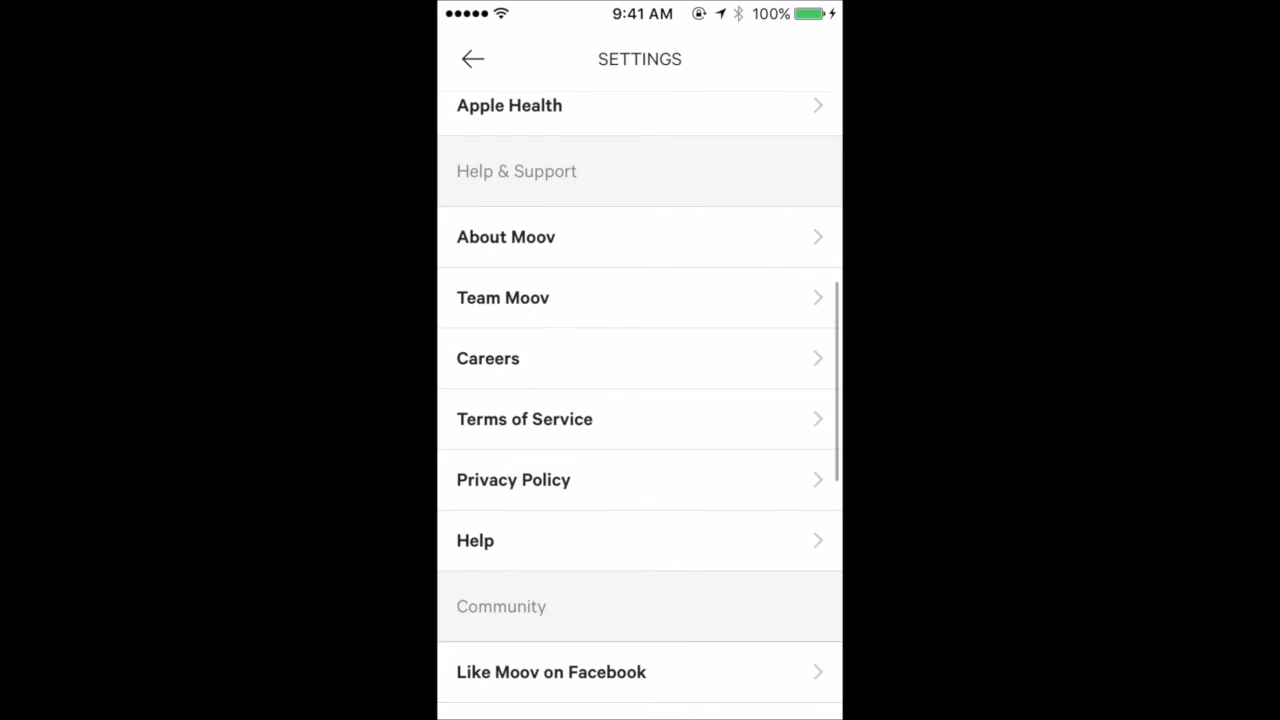 9:41 AM 100%
SETTINGS
Apple Health
Help & Support
About Moov
Team Moov
Careers
Terms of Service
Privacy Policy
Help
Community
Like Moov on Facebook